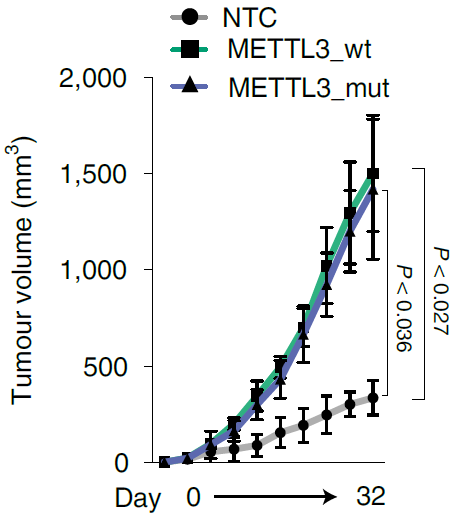 NTC
METTL3_wt
METTL3_mut
Tumour volume (mm³)
2,000
1,500
1,000
500
0
P < 0.036
P < 0.027
Day 0 32